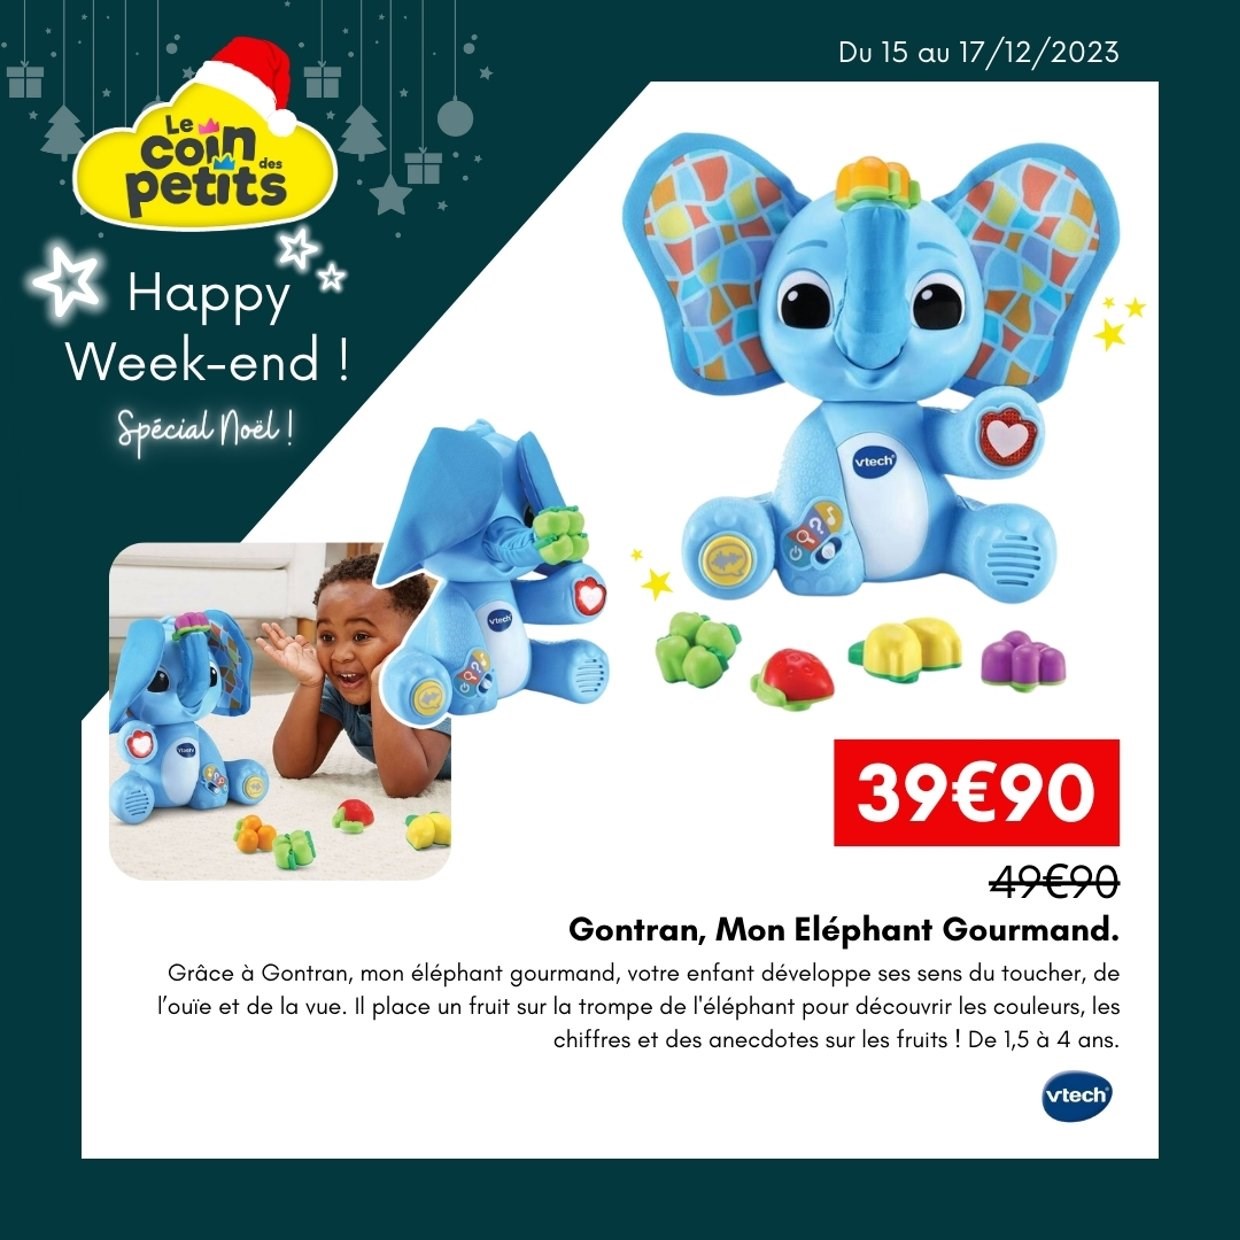 Du 15 au 17/12/2023
Le
coin des
petits
Happy
Week-end !
Spécial Noël !
vtech
vtech
vtech
39€90
49€90
Gontran, Mon Eléphant Gourmand.
Grâce à Gontran, mon éléphant gourmand, votre enfant développe ses sens du toucher, de
l’ouïe et de la vue. Il place un fruit sur la trompe de l'éléphant pour découvrir les couleurs, les
chiffres et des anecdotes sur les fruits ! De 1,5 à 4 ans.
vtech